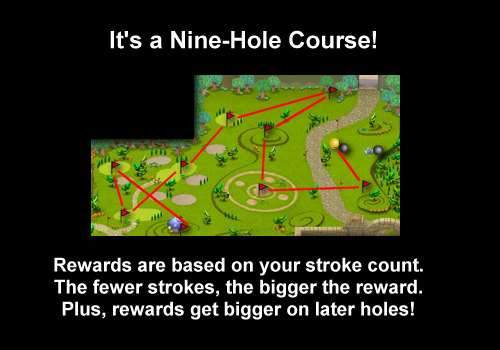 It's a Nine-Hole Course!
Rewards are based on your stroke count.
The fewer strokes, the bigger the reward.
Plus, rewards get bigger on later holes!